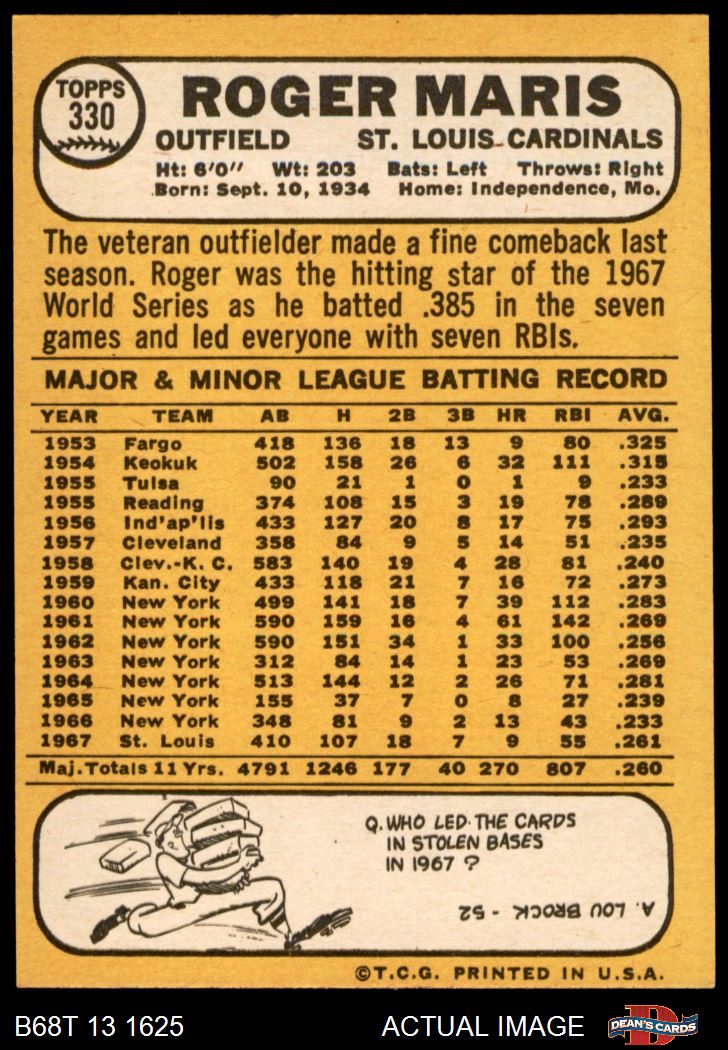 TOPPS
330
ROGER MARIS
OUTFIELD ST. LOUIS CARDINALS
Ht: 6'0" Wt: 203 Bats: Left Throws: Right
Born: Sept. 10, 1934 Home: Independence, Mo.
The veteran outfielder made a fine comeback last
season. Roger was the hitting star of the 1967
World Series as he batted .385 in the seven
games and led everyone with seven RBIs.
MAJOR & MINOR LEAGUE BATTING RECORD
YEAR TEAM AB H 2B 3B HR RBI AVG.
1953 Fargo 418 136 18 13 9 80 .325
1954 Keokuk 502 158 26 6 32 111 .315
1955 Tulsa 90 21 1 0 1 9 .233
1955 Reading 374 108 15 3 19 78 .289
1956 Ind'ap'lis 433 127 20 8 17 75 .293
1957 Cleveland 358 84 9 5 14 51 .235
1958 Clev.-K. C. 583 140 19 4 28 81 .240
1959 Kan. City 433 118 21 7 16 72 .273
1960 New York 499 141 18 7 39 112 .283
1961 New York 590 159 16 4 61 142 .269
1962 New York 590 151 34 1 33 100 .256
1963 New York 312 84 14 1 23 53 .269
1964 New York 513 144 12 2 26 71 .281
1965 New York 155 37 7 0 8 27 .239
1966 New York 348 81 9 2 13 43 .233
1967 St. Louis 410 107 18 7 9 55 .261
Maj. Totals 11 Yrs. 4791 1246 177 40 270 807 .260
Q. WHO LED THE CARDS
IN STOLEN BASES
IN 1967 ?
A. LOU BROCK - 52
©T.C.G. PRINTED IN U.S.A.
B68T 13 1625 ACTUAL IMAGE DEAN'S CARDS